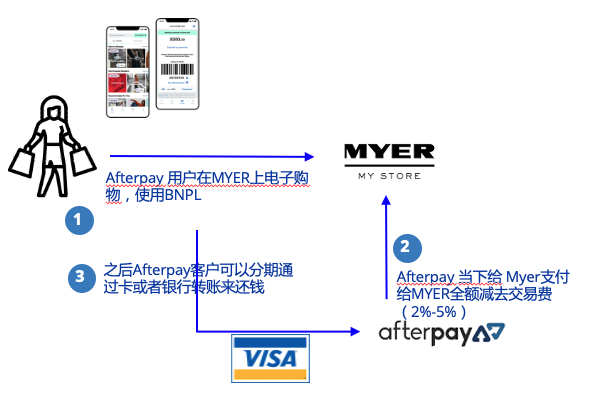 $500.00
MYER
MY STORE
Afterpay 用户在MYER上电子购
物，使用BNPL
1
2
Afterpay 当下给 Myer支付
给MYER全额减去交易费
（2%-5%）
3
之后Afterpay客户可以分期通
过卡或者银行转账来还钱
afterpay
VISA